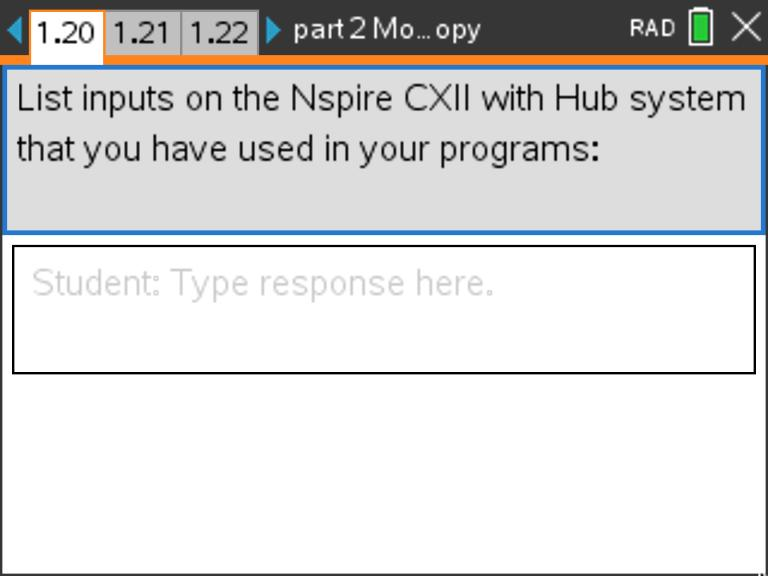 1.20 1.21 1.22 part 2 Mo... opy RAD
List inputs on the Nspire CXII with Hub system
that you have used in your programs:
Student: Type response here.